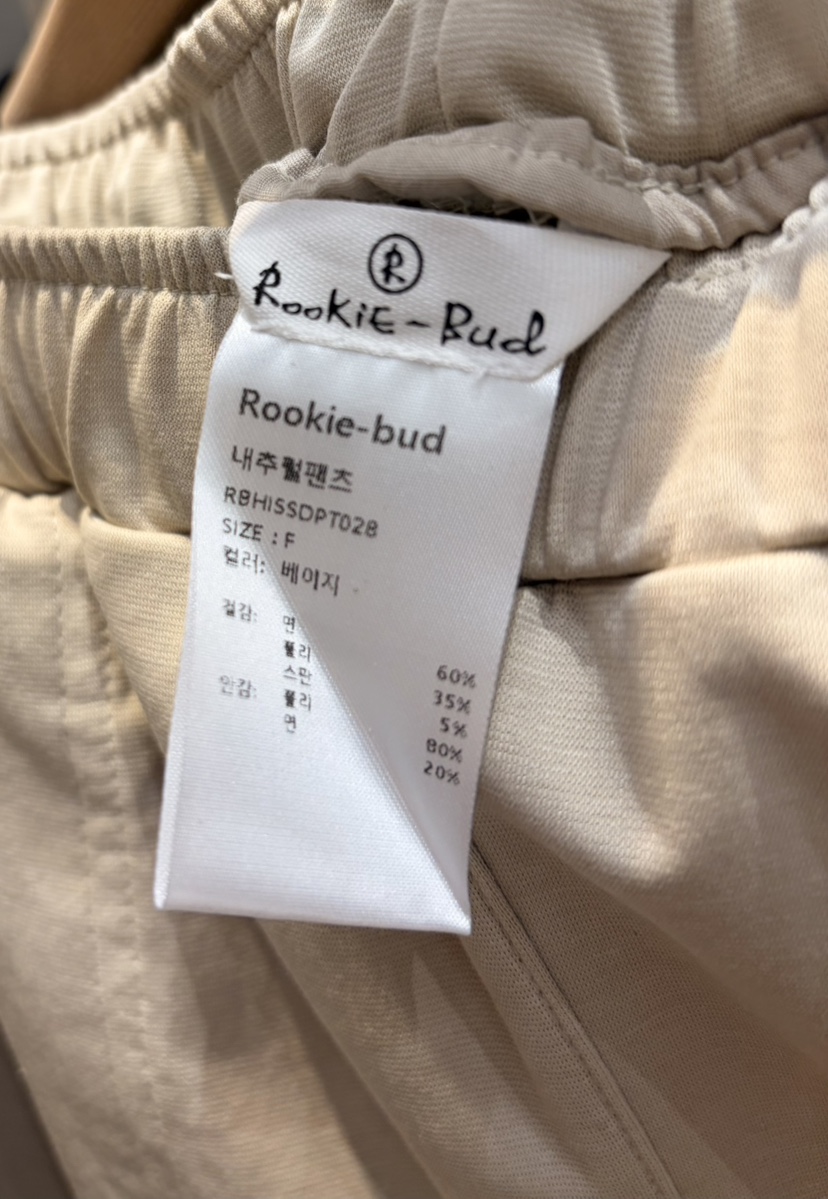 R
RooKiE-Bud
Rookie-bud
내추럴팬츠
RBHISSDPT028
SIZE : F
컬러: 베이지
겉감: 면 60%
폴리 35%
스판 5%
안감: 폴리 80%
면 20%